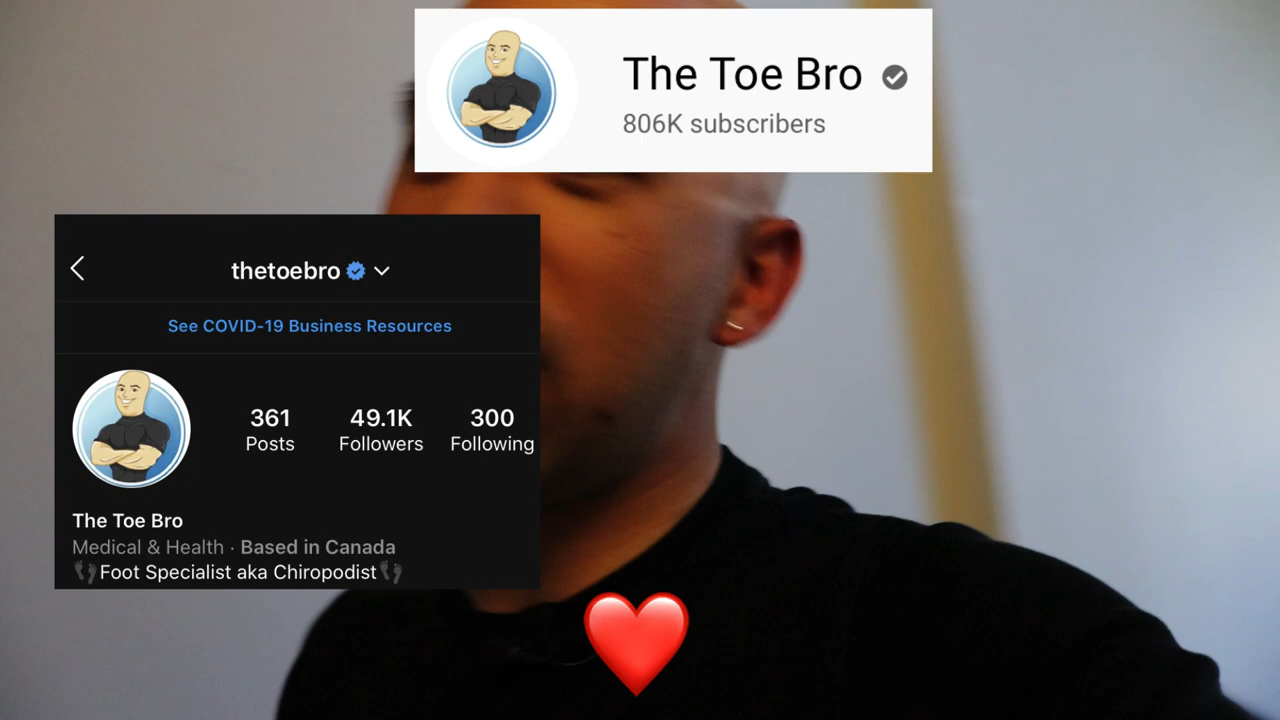 The Toe Bro
806K subscribers
thetoebro
See COVID-19 Business Resources
361 49.1K 300
Posts Followers Following
The Toe Bro
Medical & Health · Based in Canada
👣Foot Specialist aka Chiropodist👣